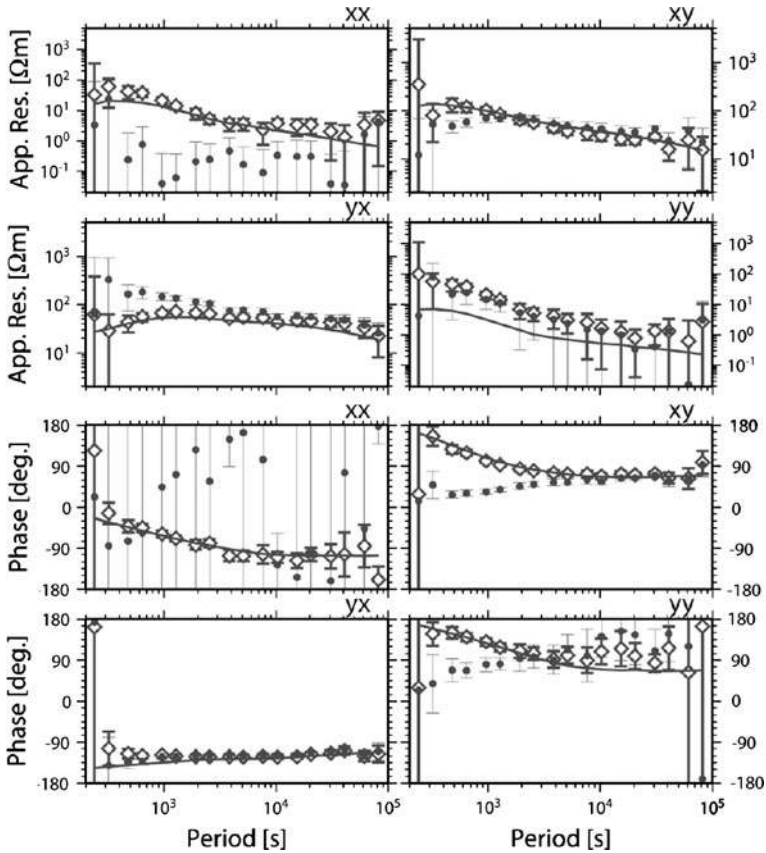 xx xy
App. Res. [Ωm] 10³ 10² 10¹ 10⁰ 10⁻¹ 10³ 10² 10¹
yx yy
App. Res. [Ωm] 10³ 10² 10¹ 10³ 10² 10¹ 10⁰ 10⁻¹
xx xy
Phase [deg.] 180 90 0 -90 -180 180 90 0 -90 -180
yx yy
Phase [deg.] 180 90 0 -90 -180 180 90 0 -90 -180
10³ 10⁴ 10⁵ 10³ 10⁴ 10⁵
Period [s] Period [s]